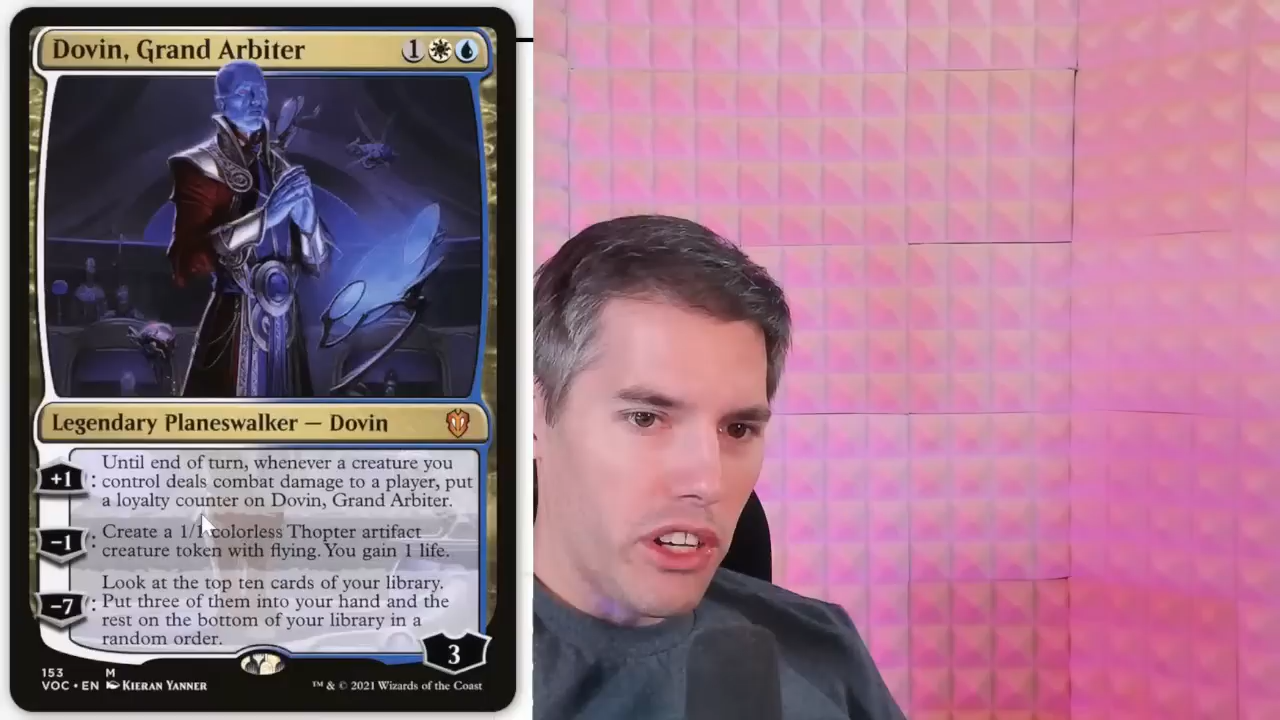 Dovin, Grand Arbiter 1
Legendary Planeswalker — Dovin
+1: Until end of turn, whenever a creature you
control deals combat damage to a player, put
a loyalty counter on Dovin, Grand Arbiter.
−1: Create a 1/1 colorless Thopter artifact
creature token with flying. You gain 1 life.
−7: Look at the top ten cards of your library.
Put three of them into your hand and the
rest on the bottom of your library in a
random order.
3
153 M
VOC • EN KIERAN YANNER ™ & © 2021 Wizards of the Coast